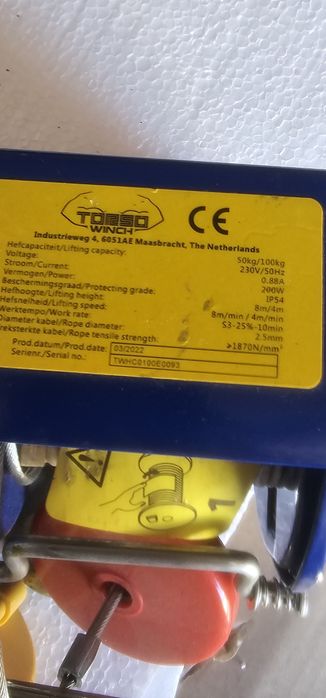 TORSO
WINCH
CE
Industrieweg 4, 6051AE Maasbracht, The Netherlands
Hefcapaciteit/Lifting capacity: 50kg/100kg
Voltage: 230V/50Hz
Stroom/Current: 0.88A
Vermogen/Power: 200W
Beschermingsgraad/Protecting grade: IP54
Hefhoogte/Lifting height: 8m/4m
Hefsnelheid/Lifting speed: 8m/min / 4m/min
Werktempo/Work rate: S3-25%-10min
Diameter kabel/Rope diameter: 2.5mm
reksterkte kabel/Rope tensile strength: >1870N/mm²
Prod.datum/Prod.date: 03/2022
Serienr./Serial no.: TWHC0100E0093
1